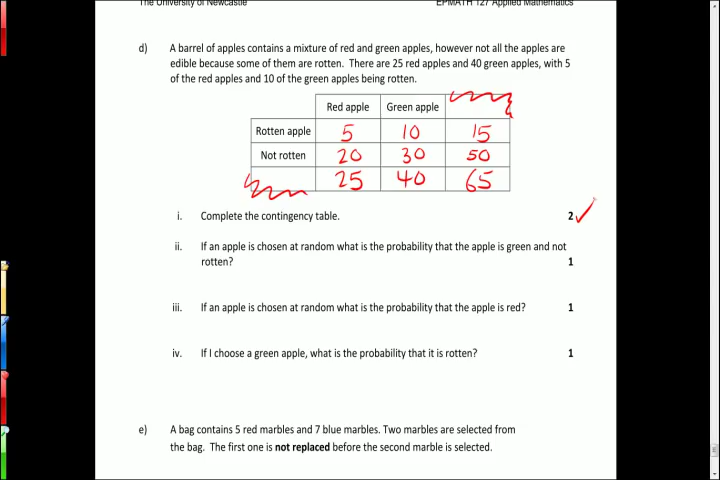 The University of Newcastle EPMATH 127 Applied Mathematics
d) A barrel of apples contains a mixture of red and green apples, however not all the apples are
edible because some of them are rotten. There are 25 red apples and 40 green apples, with 5
of the red apples and 10 of the green apples being rotten.
Red apple Green apple
Rotten apple 5 10 15
Not rotten 20 30 50
25 40 65
i. Complete the contingency table. 2
ii. If an apple is chosen at random what is the probability that the apple is green and not
rotten? 1
iii. If an apple is chosen at random what is the probability that the apple is red? 1
iv. If I choose a green apple, what is the probability that it is rotten? 1
e) A bag contains 5 red marbles and 7 blue marbles. Two marbles are selected from
the bag. The first one is not replaced before the second marble is selected.